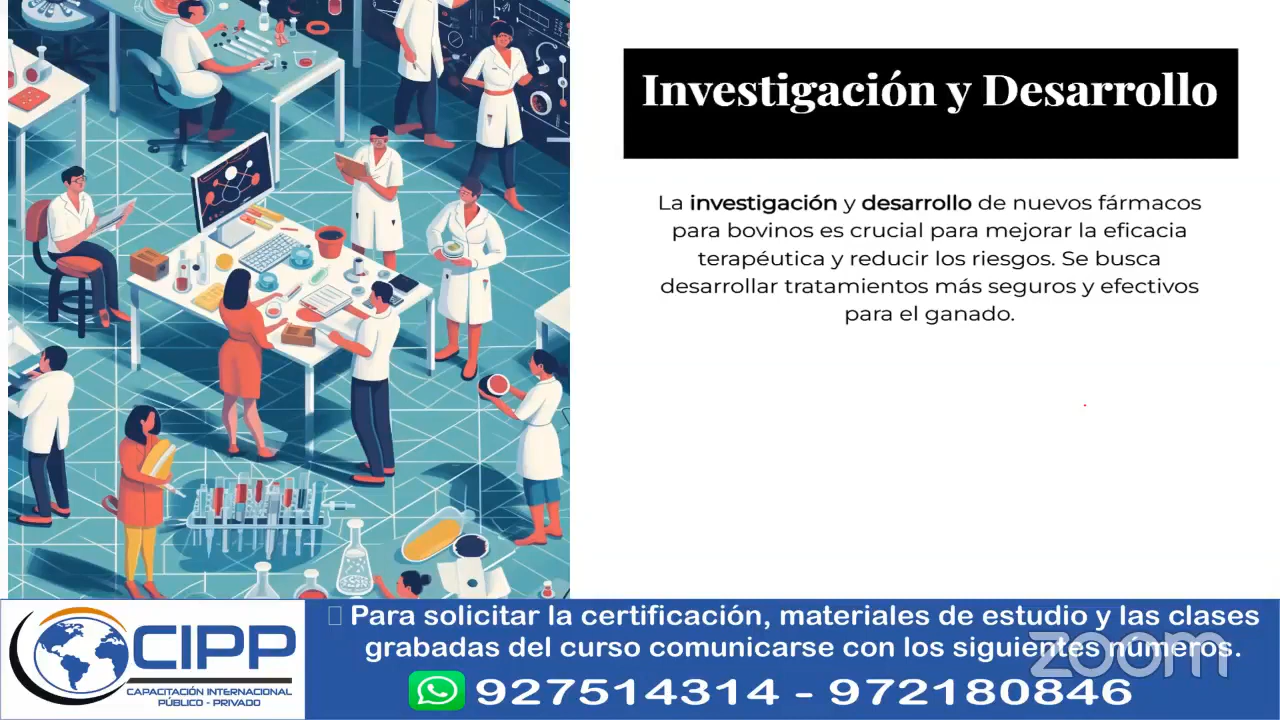 Investigación y Desarrollo
La investigación y desarrollo de nuevos fármacos
para bovinos es crucial para mejorar la eficacia
terapéutica y reducir los riesgos. Se busca
desarrollar tratamientos más seguros y efectivos
para el ganado.
Para solicitar la certificación, materiales de estudio y las clases
grabadas del curso comunicarse con los siguientes números.
927514314 - 972180846
CIPP
CAPACITACIÓN INTERNACIONAL
PÚBLICO - PRIVADO
zoom